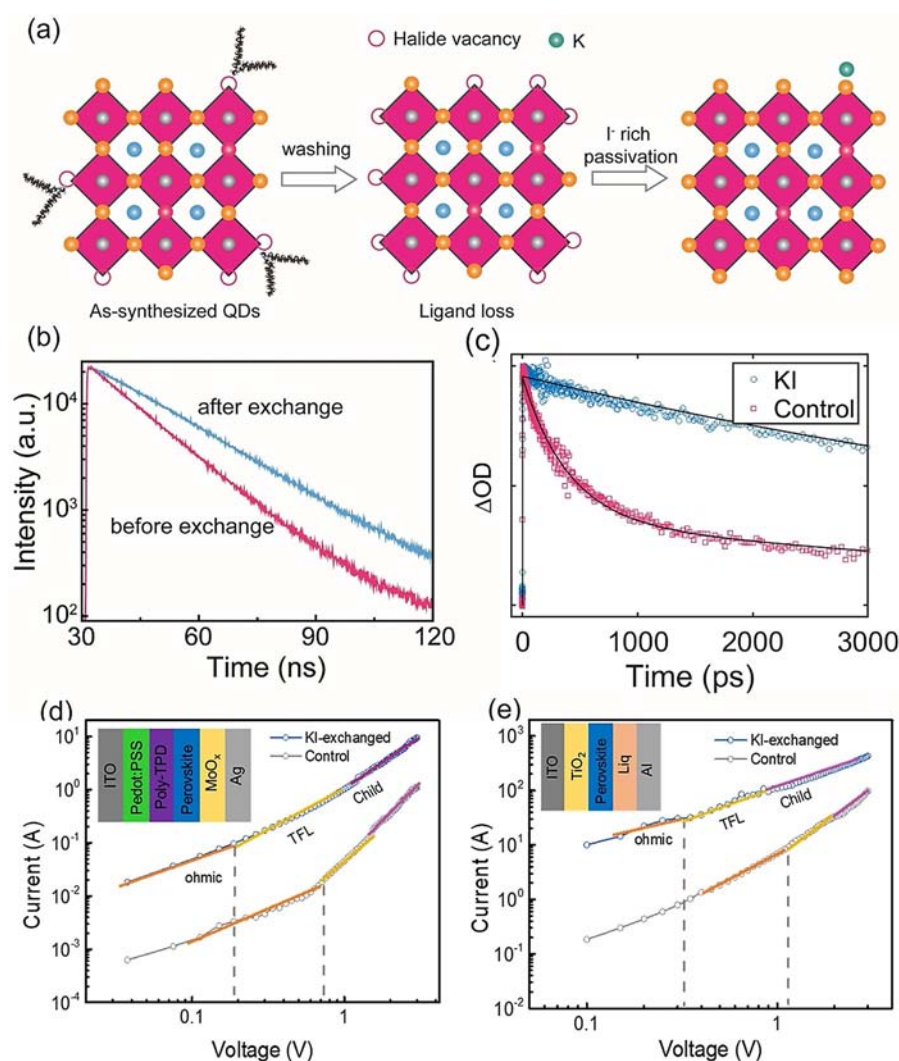 (a)
Halide vacancy
K
washing
I⁻ rich
passivation
As-synthesized QDs
Ligand loss
(b)
Intensity (a.u.)
10⁴
10³
10²
after exchange
before exchange
30
60
90
120
Time (ns)
(c)
ΔOD
KI
Control
0
1000
2000
3000
Time (ps)
(d)
ITO
Pedot:PSS
Poly-TPD
Perovskite
MoOₓ
Ag
KI-exchanged
Control
Current (A)
10¹
10⁰
10⁻¹
10⁻²
10⁻³
10⁻⁴
ohmic
TFL
Child
0.1
1
Voltage (V)
(e)
ITO
TiO₂
Perovskite
Liq
Al
KI-exchanged
Control
Current (A)
10³
10²
10¹
10⁰
10⁻¹
10⁻²
ohmic
TFL
Child
0.1
1
Voltage (V)